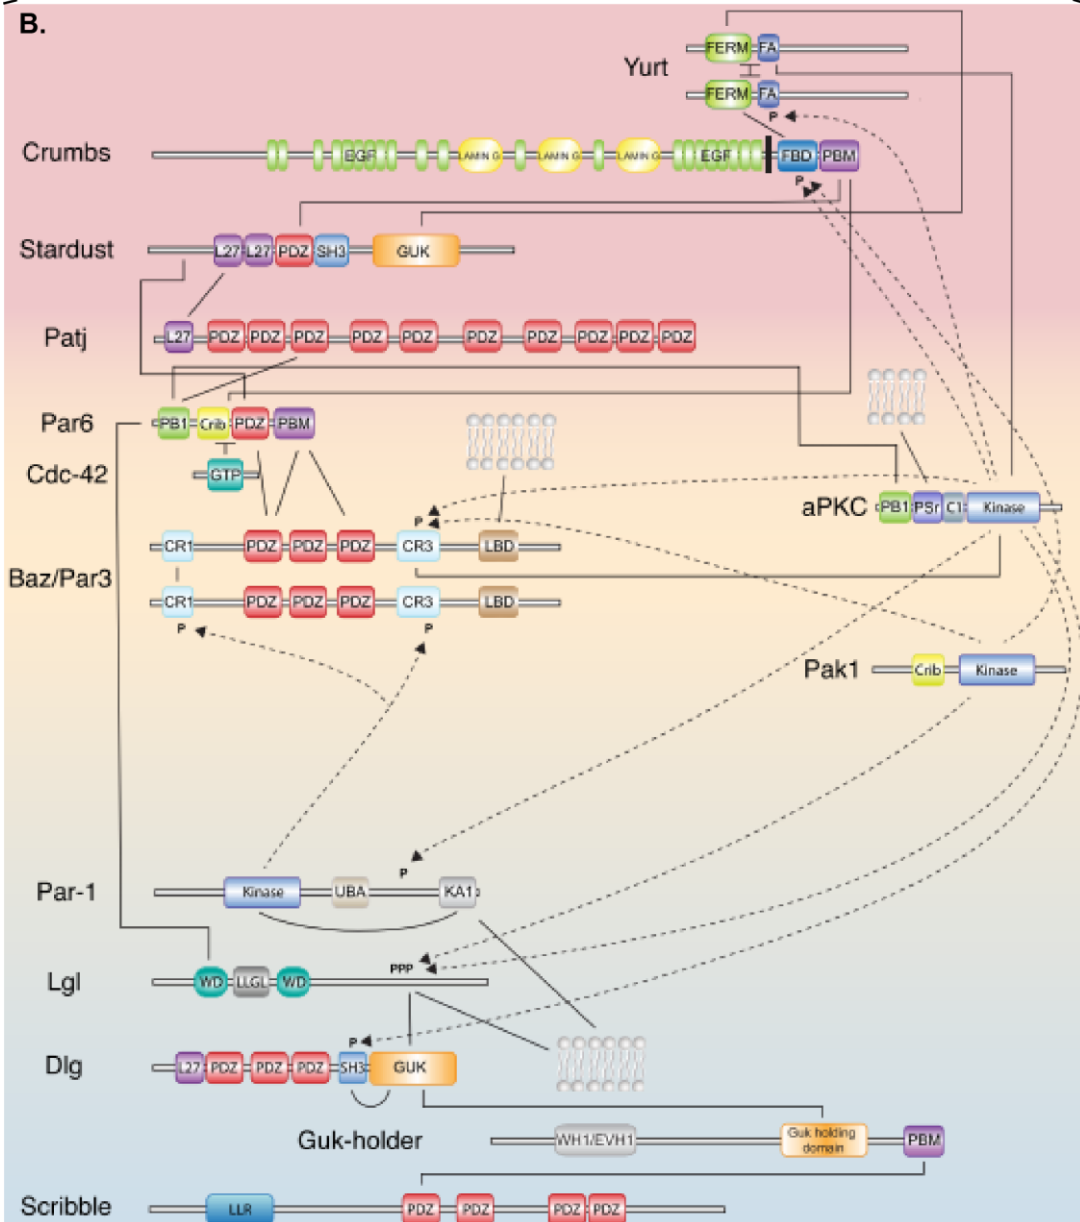 B.
Yurt
FERM FA
FERM FA
P
Crumbs
EGF LAMIN G LAMIN G LAMIN G EGF FBD PBM
P
Stardust
L27 L27 PDZ SH3 GUK
Patj
L27 PDZ PDZ PDZ PDZ PDZ PDZ PDZ PDZ PDZ PDZ
Par6
PB1 Crib PDZ PBM
Cdc-42
GTP
aPKC
PB1 PSr C1 Kinase
P
CR1 PDZ PDZ PDZ CR3 LBD
Baz/Par3
CR1 PDZ PDZ PDZ CR3 LBD
P P
Pak1
Crib Kinase
P
Par-1
Kinase UBA KA1
PPP
Lgl
WD LLGL WD
P
Dlg
L27 PDZ PDZ PDZ SH3 GUK
Guk-holder
WH1/EVH1 Guk holding
domain PBM
Scribble
LLR PDZ PDZ PDZ PDZ